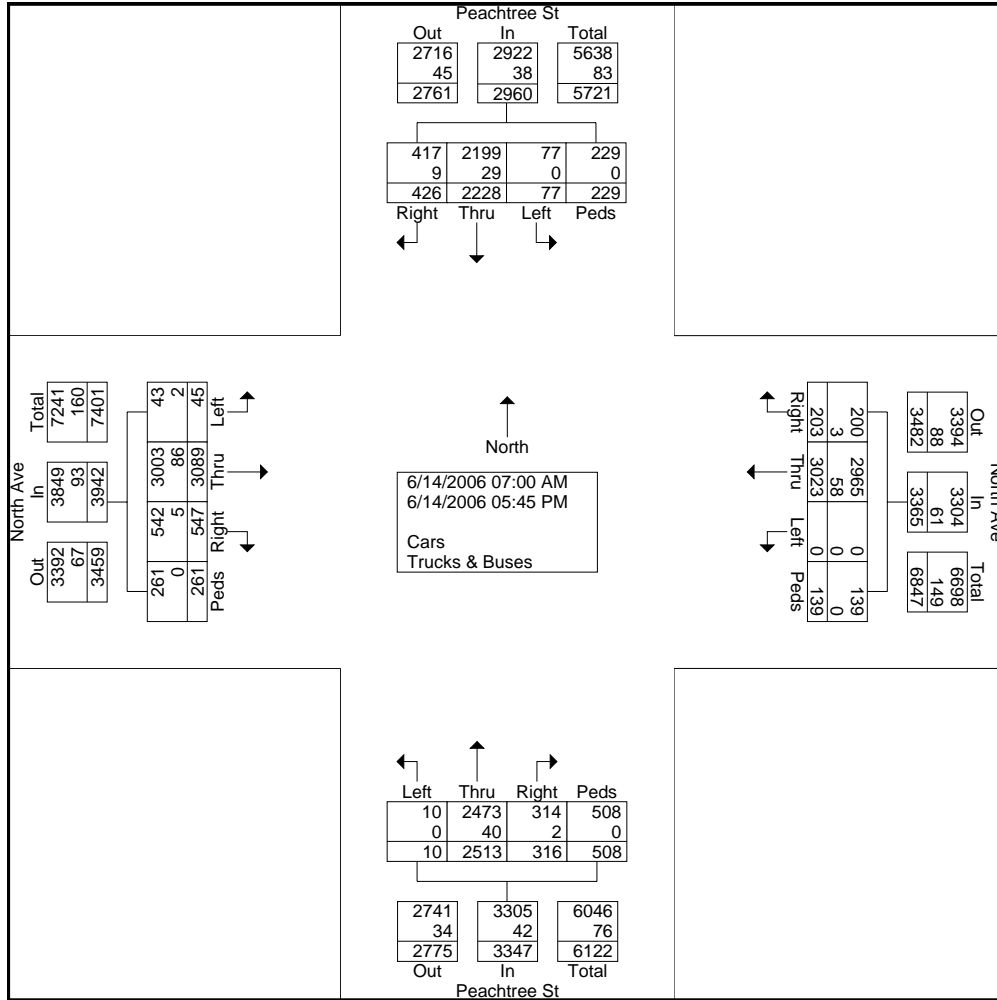 Peachtree St
Out In Total
2716 2922 5638
45 38 83
2761 2960 5721
417 2199 77 229
9 29 0 0
426 2228 77 229
Right Thru Left Peds
North Ave
Total In Out
7241 3849 3392
160 93 67
7401 3942 3459
43 3003 542 261
2 86 5 0
45 3089 547 261
Left Thru Right Peds
North
6/14/2006 07:00 AM
6/14/2006 05:45 PM
Cars
Trucks & Buses
North Ave
Out In Total
3394 3304 6698
88 61 149
3482 3365 6847
200 2965 0 139
3 58 0 0
203 3023 0 139
Right Thru Left Peds
Left Thru Right Peds
10 2473 314 508
0 40 2 0
10 2513 316 508
2741 3305 6046
34 42 76
2775 3347 6122
Out In Total
Peachtree St